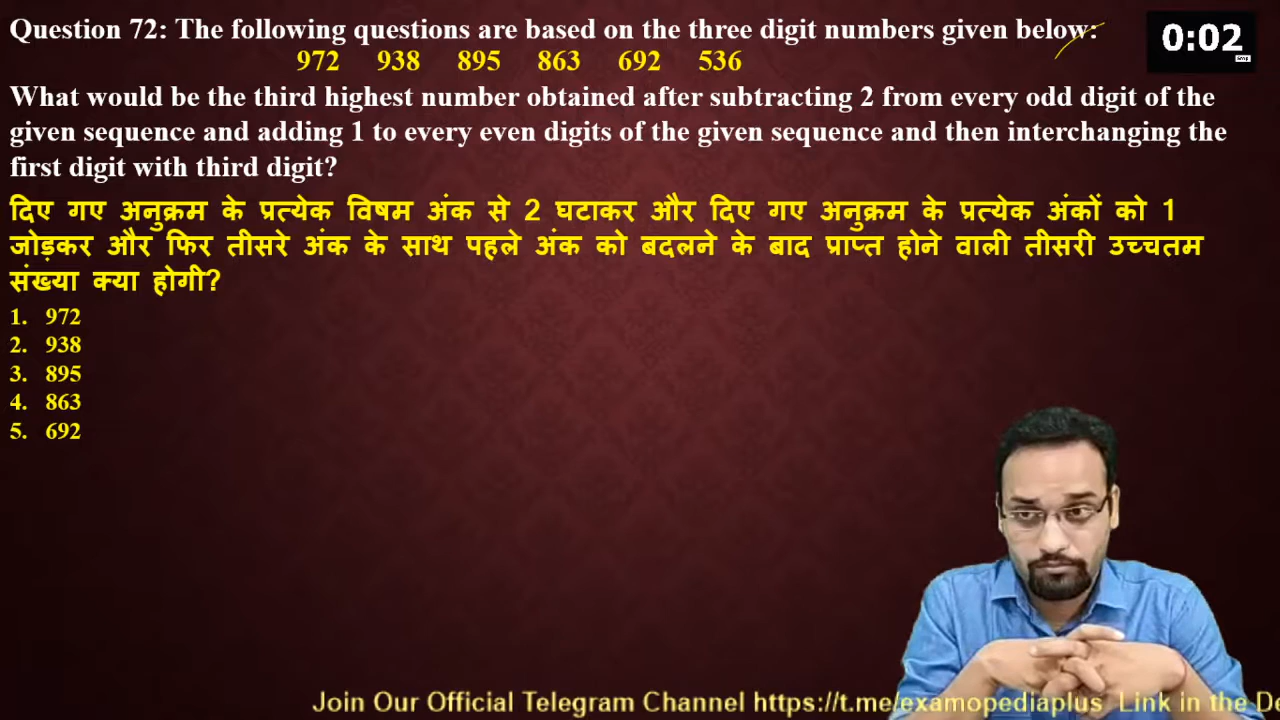 Question 72: The following questions are based on the three digit numbers given below:
0:02
972 938 895 863 692 536
What would be the third highest number obtained after subtracting 2 from every odd digit of the
given sequence and adding 1 to every even digits of the given sequence and then interchanging the
first digit with third digit?
दिए गए अनुक्रम के प्रत्येक विषम अंक से 2 घटाकर और दिए गए अनुक्रम के प्रत्येक अंकों को 1
जोड़कर और फिर तीसरे अंक के साथ पहले अंक को बदलने के बाद प्राप्त होने वाली तीसरी उच्चतम
संख्या क्या होगी?
1. 972
2. 938
3. 895
4. 863
5. 692
Join Our Official Telegram Channel https://t.me/examopediaplus Link in the De